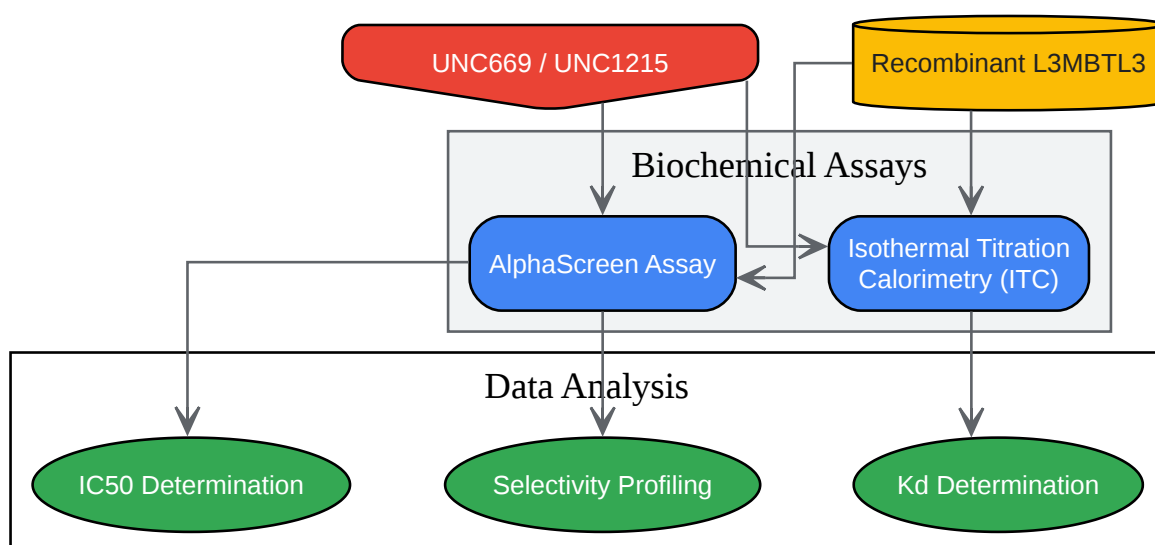 UNC669 / UNC1215
Recombinant L3MBTL3
Biochemical Assays
AlphaScreen Assay
Isothermal Titration
Calorimetry (ITC)
Data Analysis
IC50 Determination
Selectivity Profiling
Kd Determination